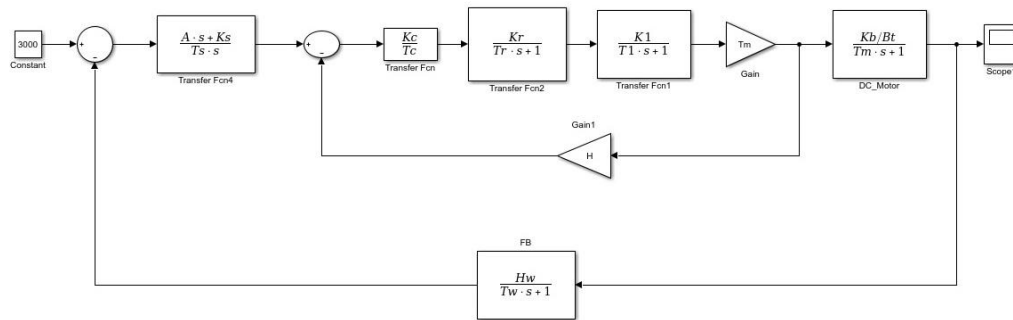 3000
Constant
+
−
A · s + Ks
Ts · s
Transfer Fcn4
+
−
Kc
Tc
Transfer Fcn
Kr
Tr · s + 1
Transfer Fcn2
K1
T1 · s + 1
Transfer Fcn1
Tm
Gain
Kb/Bt
Tm · s + 1
DC_Motor
Gain1
H
FB
Hw
Tw · s + 1